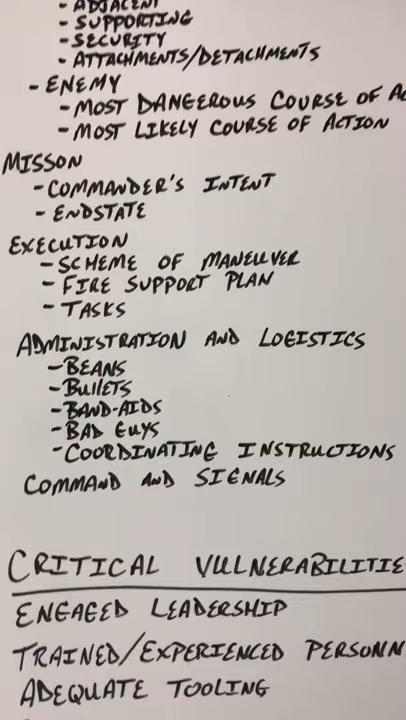 - ADJACENT
- SUPPORTING
- SECURITY
- ATTACHMENTS/DETACHMENTS
- ENEMY
- MOST DANGEROUS COURSE OF AC
- MOST LIKELY COURSE OF ACTION
MISSON
- COMMANDER'S INTENT
- ENDSTATE
EXECUTION
- SCHEME OF MANEUVER
- FIRE SUPPORT PLAN
- TASKS
ADMINISTRATION AND LOGISTICS
- BEANS
- BULLETS
- BAND-AIDS
- BAD GUYS
- COORDINATING INSTRUCTIONS
COMMAND AND SIGNALS
CRITICAL VULNERABILITIE
ENGAGED LEADERSHIP
TRAINED/EXPERIENCED PERSONN
ADEQUATE TOOLING